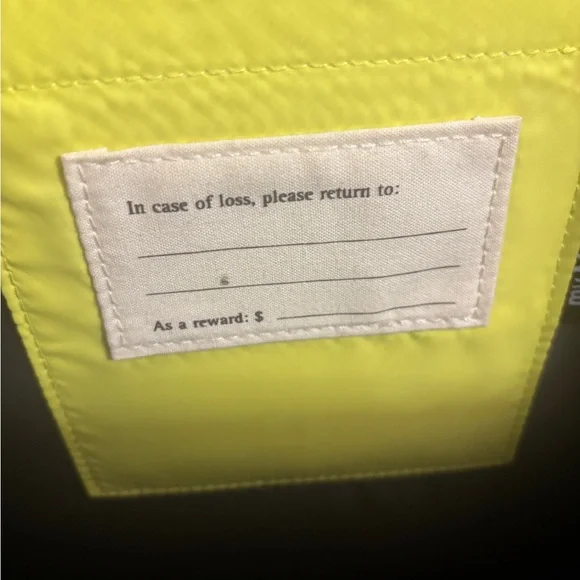 In case of loss, please return to:
As a reward: $